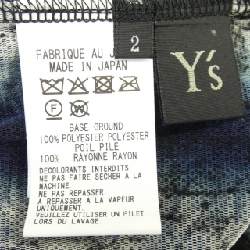 2
Y's
FABRIQUE AU
MADE IN JAPAN
BASE GROUND
100% POLYESTER POLYESTER
POIL PILE
100% RAYONNE RAYON
DECOLORANTS INTERDITS
NE PAS FAIRE SECHER A LA
MACHINE
NE PAS REPASSER
A REPASSER A LA VAPEUR
UNIQUEMENT.
VEUILLEZ UTILISER UN FILET
LORS DU LAVAGE